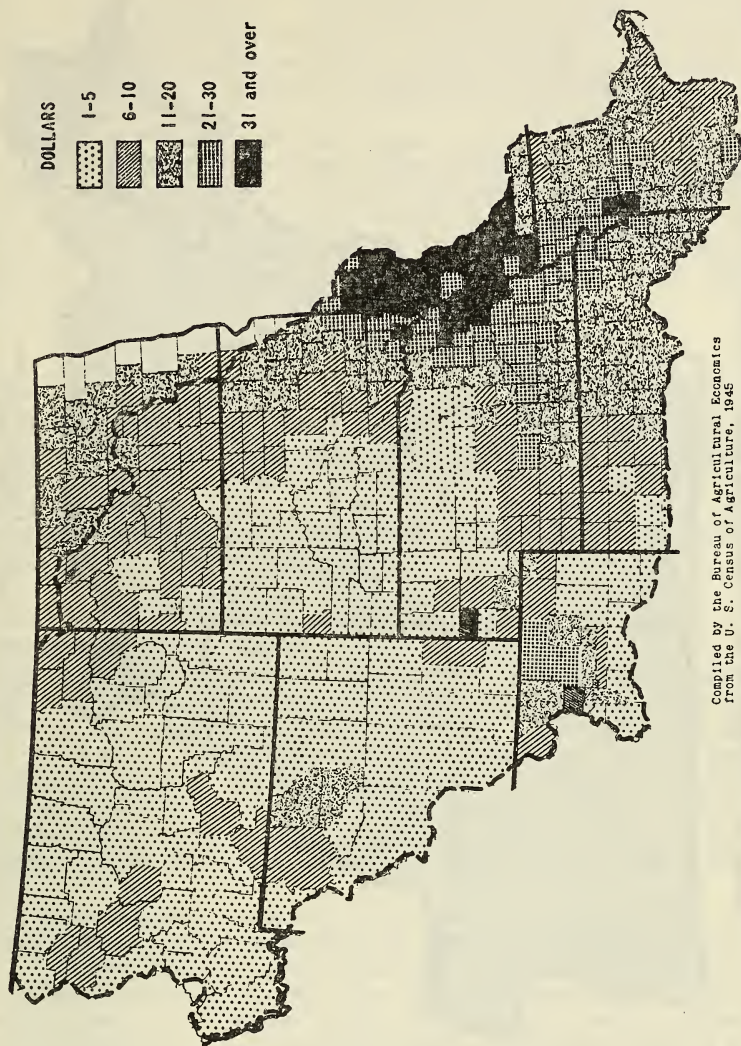 DOLLARS
1-5
6-10
11-20
21-30
31 and over
Compiled by the Bureau of Agricultural Economics
from the U. S. Census of Agriculture, 1945